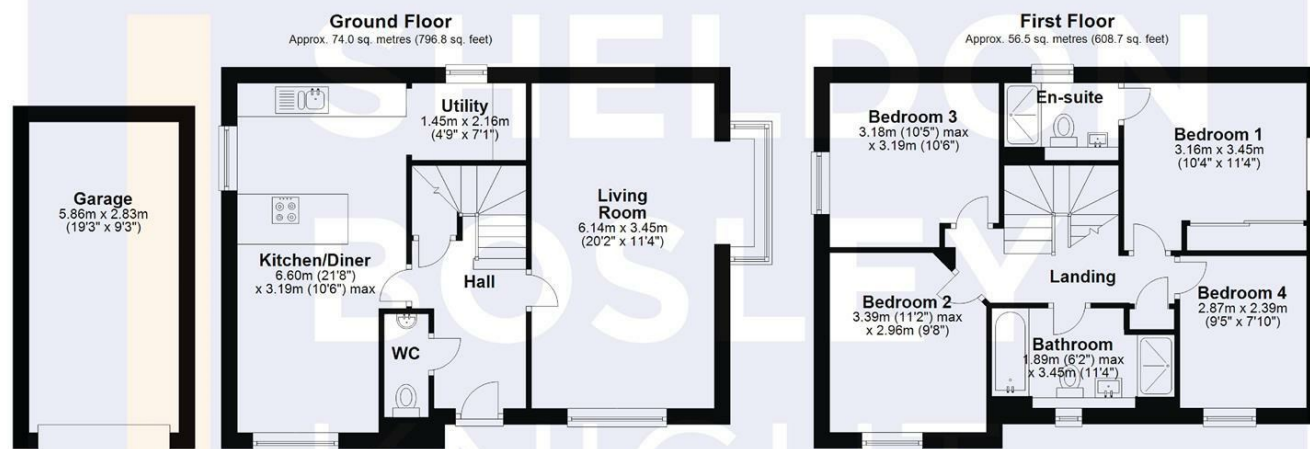 Ground Floor
Approx. 74.0 sq. metres (796.8 sq. feet)
Garage
5.86m x 2.83m
(19'3" x 9'3")
Utility
1.45m x 2.16m
(4'9" x 7'1")
Living
Room
6.14m x 3.45m
(20'2" x 11'4")
Kitchen/Diner
6.60m (21'8")
x 3.19m (10'6") max
Hall
WC
First Floor
Approx. 56.5 sq. metres (608.7 sq. feet)
Bedroom 3
3.18m (10'5") max
x 3.19m (10'6")
En-suite
Bedroom 1
3.16m x 3.45m
(10'4" x 11'4")
Landing
Bedroom 2
3.39m (11'2") max
x 2.96m (9'8")
Bathroom
1.89m (6'2") max
x 3.45m (11'4")
Bedroom 4
2.87m x 2.39m
(9'5" x 7'10")
SHELDON
BOSLEY
KNIGHT